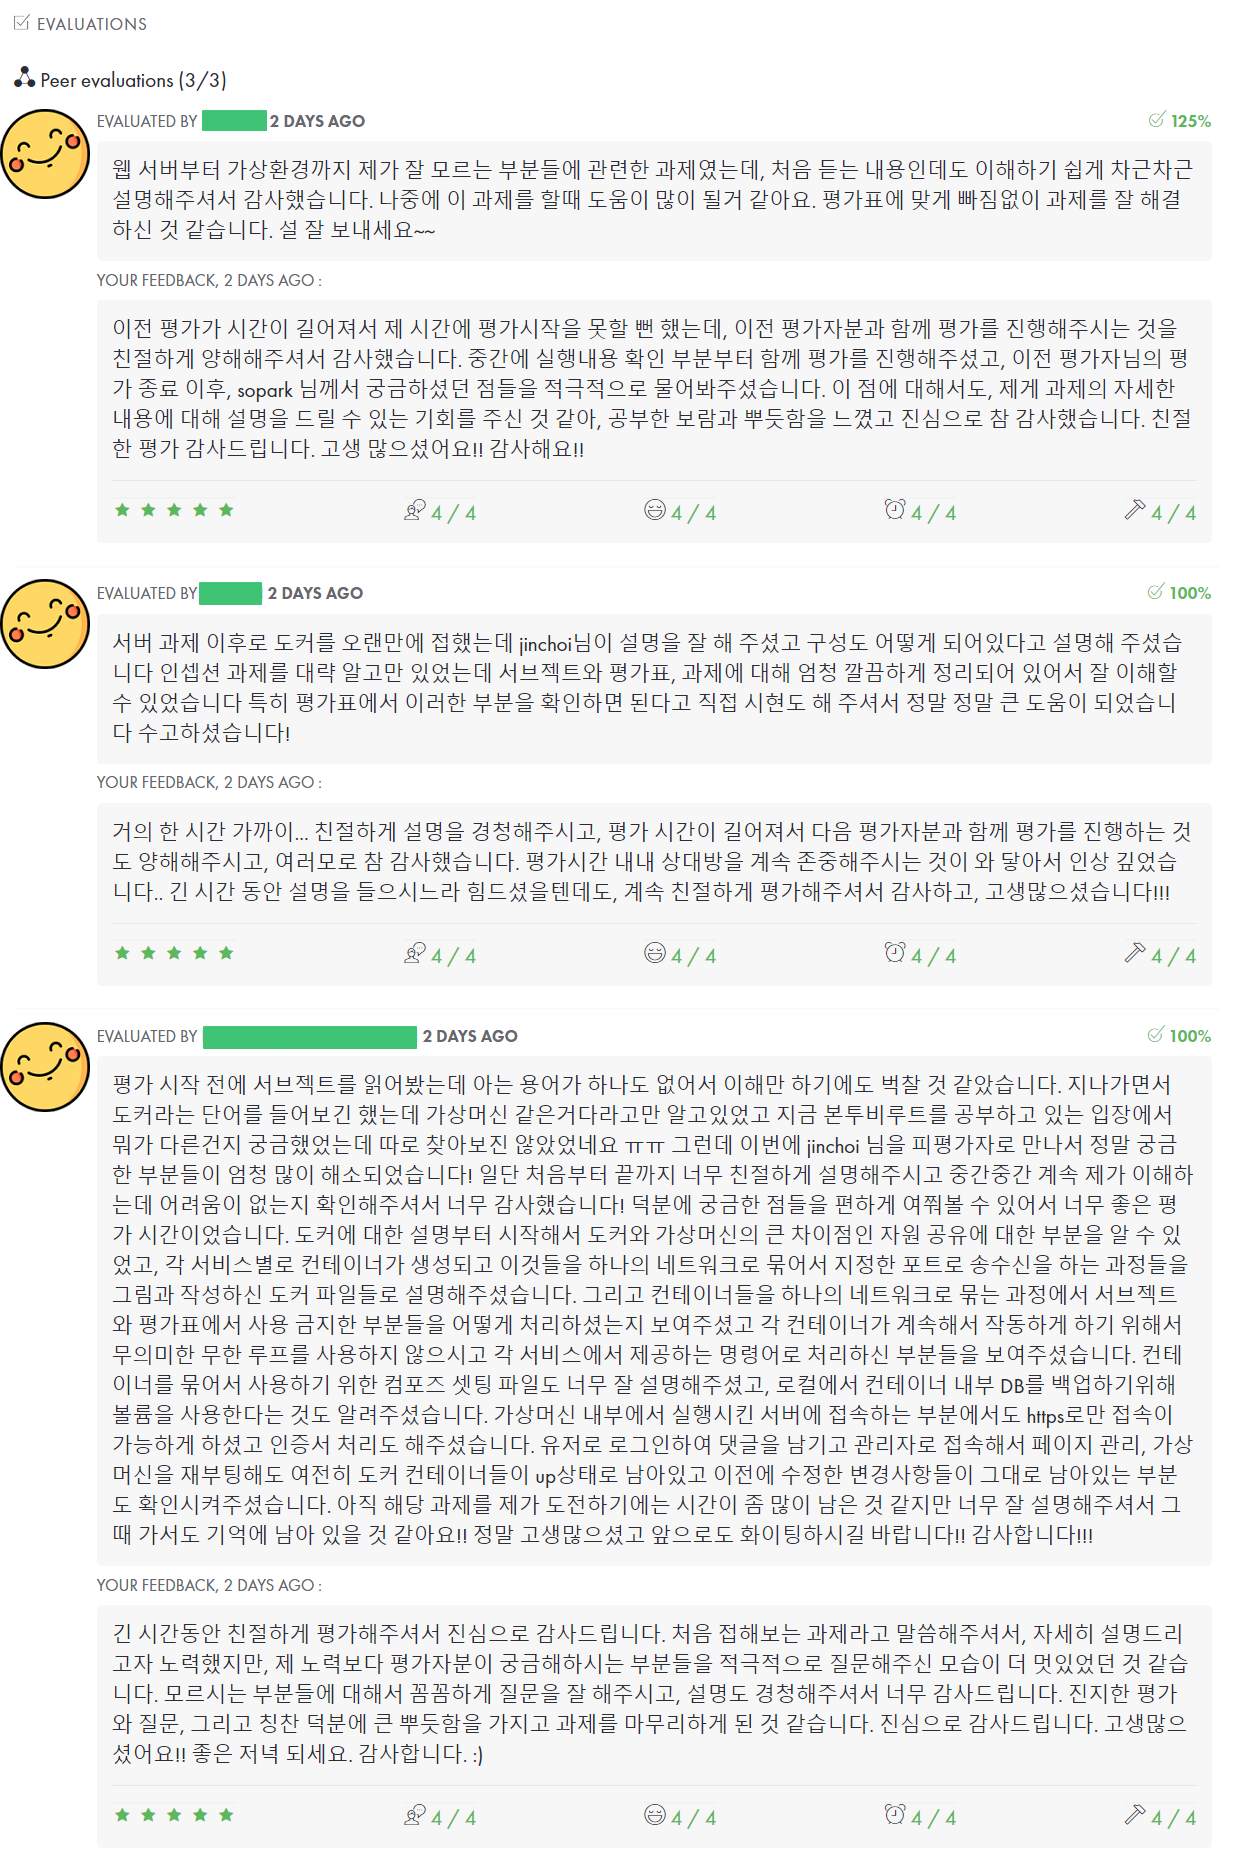 EVALUATIONS
Peer evaluations (3/3)
EVALUATED BY 2 DAYS AGO 125%
웹 서버부터 가상환경까지 제가 잘 모르는 부분들에 관련한 과제였는데, 처음 듣는 내용인데도 이해하기 쉽게 차근차근
설명해주셔서 감사했습니다. 나중에 이 과제를 할때 도움이 많이 될거 같아요. 평가표에 맞게 빠짐없이 과제를 잘 해결
하신 것 같습니다. 설 잘 보내세요~~
YOUR FEEDBACK, 2 DAYS AGO :
이전 평가가 시간이 길어져서 제 시간에 평가시작을 못할 뻔 했는데, 이전 평가자분과 함께 평가를 진행해주시는 것을
친절하게 양해해주셔서 감사했습니다. 중간에 실행내용 확인 부분부터 함께 평가를 진행해주셨고, 이전 평가자님의 평
가 종료 이후, sopark 님께서 궁금하셨던 점들을 적극적으로 물어봐주셨습니다. 이 점에 대해서도, 제게 과제의 자세한
내용에 대해 설명을 드릴 수 있는 기회를 주신 것 같아, 공부한 보람과 뿌듯함을 느꼈고 진심으로 참 감사했습니다. 친절
한 평가 감사드립니다. 고생 많으셨어요!! 감사해요!!
4 / 4 4 / 4 4 / 4 4 / 4
EVALUATED BY 2 DAYS AGO 100%
서버 과제 이후로 도커를 오랜만에 접했는데 jinchoi님이 설명을 잘 해 주셨고 구성도 어떻게 되어있다고 설명해 주셨습
니다 인셉션 과제를 대략 알고만 있었는데 서브젝트와 평가표, 과제에 대해 엄청 깔끔하게 정리되어 있어서 잘 이해할
수 있었습니다 특히 평가표에서 이러한 부분을 확인하면 된다고 직접 시현도 해 주셔서 정말 정말 큰 도움이 되었습니
다 수고하셨습니다!
YOUR FEEDBACK, 2 DAYS AGO :
거의 한 시간 가까이... 친절하게 설명을 경청해주시고, 평가 시간이 길어져서 다음 평가자분과 함께 평가를 진행하는 것
도 양해해주시고, 여러모로 참 감사했습니다. 평가시간 내내 상대방을 계속 존중해주시는 것이 와 닿아서 인상 깊었습
니다.. 긴 시간 동안 설명을 들으시느라 힘드셨을텐데도, 계속 친절하게 평가해주셔서 감사하고, 고생많으셨습니다!!!
4 / 4 4 / 4 4 / 4 4 / 4
EVALUATED BY 2 DAYS AGO 100%
평가 시작 전에 서브젝트를 읽어봤는데 아는 용어가 하나도 없어서 이해만 하기에도 벅찰 것 같았습니다. 지나가면서
도커라는 단어를 들어보긴 했는데 가상머신 같은거다라고만 알고있었고 지금 본투비루트를 공부하고 있는 입장에서
뭐가 다른건지 궁금했었는데 따로 찾아보진 않았었네요 ㅠㅠ 그런데 이번에 jinchoi 님을 피평가자로 만나서 정말 궁금
한 부분들이 엄청 많이 해소되었습니다! 일단 처음부터 끝까지 너무 친절하게 설명해주시고 중간중간 계속 제가 이해하
는데 어려움이 없는지 확인해주셔서 너무 감사했습니다! 덕분에 궁금한 점들을 편하게 여쭤볼 수 있어서 너무 좋은 평
가 시간이었습니다. 도커에 대한 설명부터 시작해서 도커와 가상머신의 큰 차이점인 자원 공유에 대한 부분을 알 수 있
었고, 각 서비스별로 컨테이너가 생성되고 이것들을 하나의 네트워크로 묶어서 지정한 포트로 송수신을 하는 과정들을
그림과 작성하신 도커 파일들로 설명해주셨습니다. 그리고 컨테이너들을 하나의 네트워크로 묶는 과정에서 서브젝트
와 평가표에서 사용 금지한 부분들을 어떻게 처리하셨는지 보여주셨고 각 컨테이너가 계속해서 작동하게 하기 위해서
무의미한 무한 루프를 사용하지 않으시고 각 서비스에서 제공하는 명령어로 처리하신 부분들을 보여주셨습니다. 컨테
이너를 묶어서 사용하기 위한 컴포즈 셋팅 파일도 너무 잘 설명해주셨고, 로컬에서 컨테이너 내부 DB를 백업하기위해
볼륨을 사용한다는 것도 알려주셨습니다. 가상머신 내부에서 실행시킨 서버에 접속하는 부분에서도 https로만 접속이
가능하게 하셨고 인증서 처리도 해주셨습니다. 유저로 로그인하여 댓글을 남기고 관리자로 접속해서 페이지 관리, 가상
머신을 재부팅해도 여전히 도커 컨테이너들이 up상태로 남아있고 이전에 수정한 변경사항들이 그대로 남아있는 부분
도 확인시켜주셨습니다. 아직 해당 과제를 제가 도전하기에는 시간이 좀 많이 남은 것 같지만 너무 잘 설명해주셔서 그
때 가서도 기억에 남아 있을 것 같아요!! 정말 고생많으셨고 앞으로도 화이팅하시길 바랍니다!! 감사합니다!!!
YOUR FEEDBACK, 2 DAYS AGO :
긴 시간동안 친절하게 평가해주셔서 진심으로 감사드립니다. 처음 접해보는 과제라고 말씀해주셔서, 자세히 설명드리
고자 노력했지만, 제 노력보다 평가자분이 궁금해하시는 부분들을 적극적으로 질문해주신 모습이 더 멋있었던 것 같습
니다. 모르시는 부분들에 대해서 꼼꼼하게 질문을 잘 해주시고, 설명도 경청해주셔서 너무 감사드립니다. 진지한 평가
와 질문, 그리고 칭찬 덕분에 큰 뿌듯함을 가지고 과제를 마무리하게 된 것 같습니다. 진심으로 감사드립니다. 고생많으
셨어요!! 좋은 저녁 되세요. 감사합니다. :)
4 / 4 4 / 4 4 / 4 4 / 4